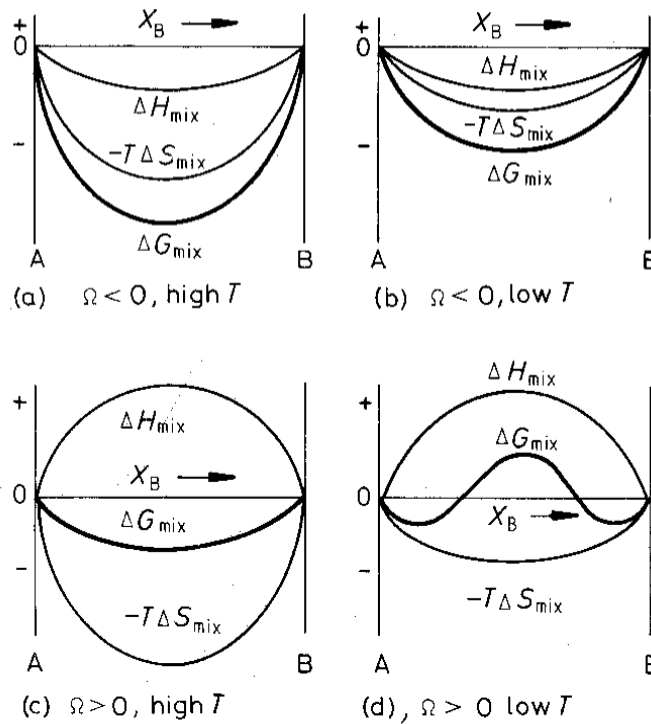 +
X_B →
0
ΔH_mix
-TΔS_mix
-
ΔG_mix
A
B
(a) Ω < 0, high T
+
X_B →
0
ΔH_mix
-TΔS_mix
-
ΔG_mix
A
B
(b) Ω < 0, low T
+
ΔH_mix
X_B →
0
ΔG_mix
-
-TΔS_mix
A
B
(c) Ω > 0, high T
ΔH_mix
+
ΔG_mix
0
X_B →
-
-TΔS_mix
A
B
(d), Ω > 0 low T